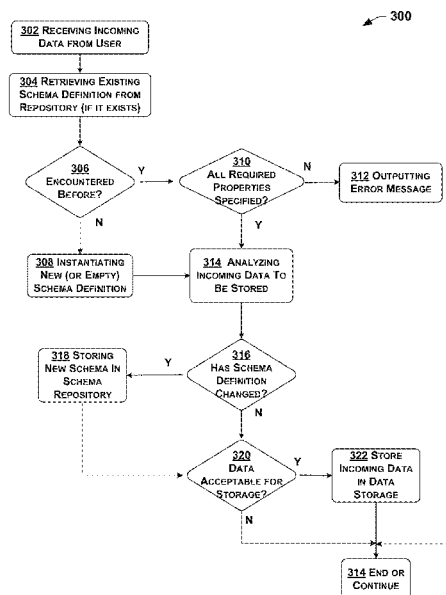 300
302 RECEIVING INCOMING
DATA FROM USER
304 RETRIEVING EXISTING
SCHEMA DEFINITION FROM
REPOSITORY (IF IT EXISTS)
306
ENCOUNTERED
BEFORE?
Y
N
310
ALL REQUIRED
PROPERTIES
SPECIFIED?
N
Y
312 OUTPUTTING
ERROR MESSAGE
308 INSTANTIATING
NEW (OR EMPTY)
SCHEMA DEFINITION
314 ANALYZING
INCOMING DATA TO
BE STORED
316
HAS SCHEMA
DEFINITION
CHANGED?
Y
N
318 STORING
NEW SCHEMA IN
SCHEMA
REPOSITORY
320
DATA
ACCEPTABLE FOR
STORAGE?
Y
N
322 STORE
INCOMING DATA
IN DATA
STORAGE
314 END OR
CONTINUE